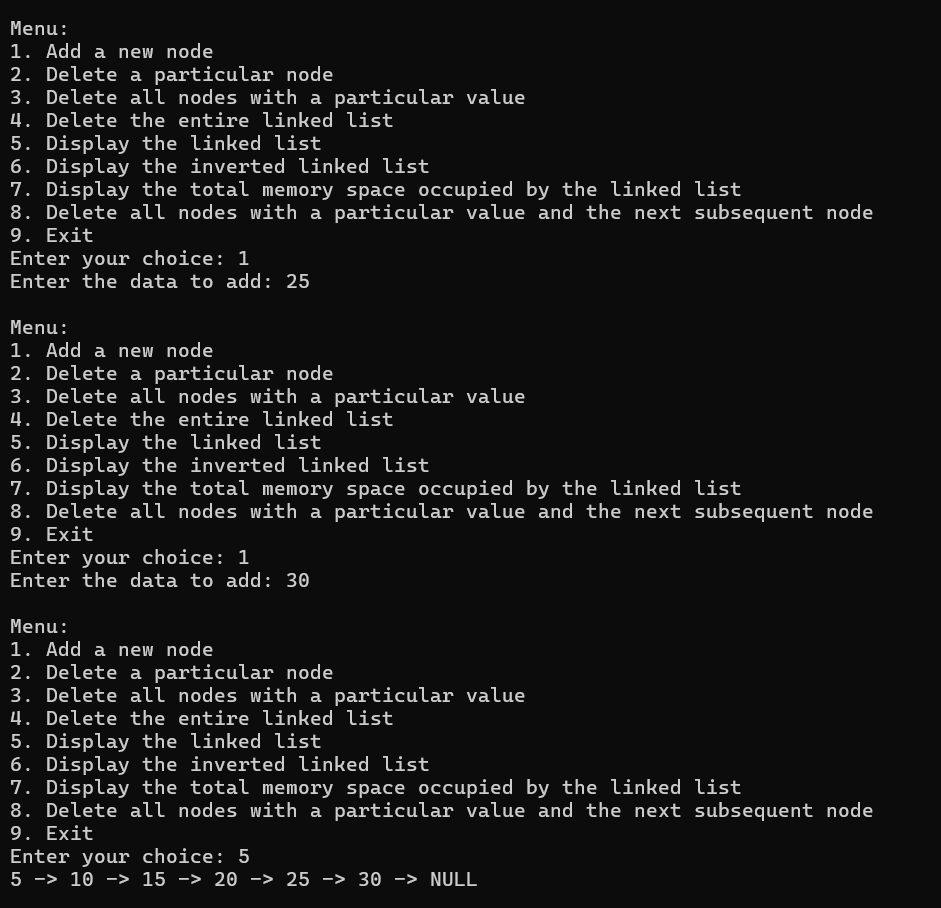 Menu:
1. Add a new node
2. Delete a particular node
3. Delete all nodes with a particular value
4. Delete the entire linked list
5. Display the linked list
6. Display the inverted linked list
7. Display the total memory space occupied by the linked list
8. Delete all nodes with a particular value and the next subsequent node
9. Exit
Enter your choice: 1
Enter the data to add: 25

Menu:
1. Add a new node
2. Delete a particular node
3. Delete all nodes with a particular value
4. Delete the entire linked list
5. Display the linked list
6. Display the inverted linked list
7. Display the total memory space occupied by the linked list
8. Delete all nodes with a particular value and the next subsequent node
9. Exit
Enter your choice: 1
Enter the data to add: 30

Menu:
1. Add a new node
2. Delete a particular node
3. Delete all nodes with a particular value
4. Delete the entire linked list
5. Display the linked list
6. Display the inverted linked list
7. Display the total memory space occupied by the linked list
8. Delete all nodes with a particular value and the next subsequent node
9. Exit
Enter your choice: 5
5 -> 10 -> 15 -> 20 -> 25 -> 30 -> NULL